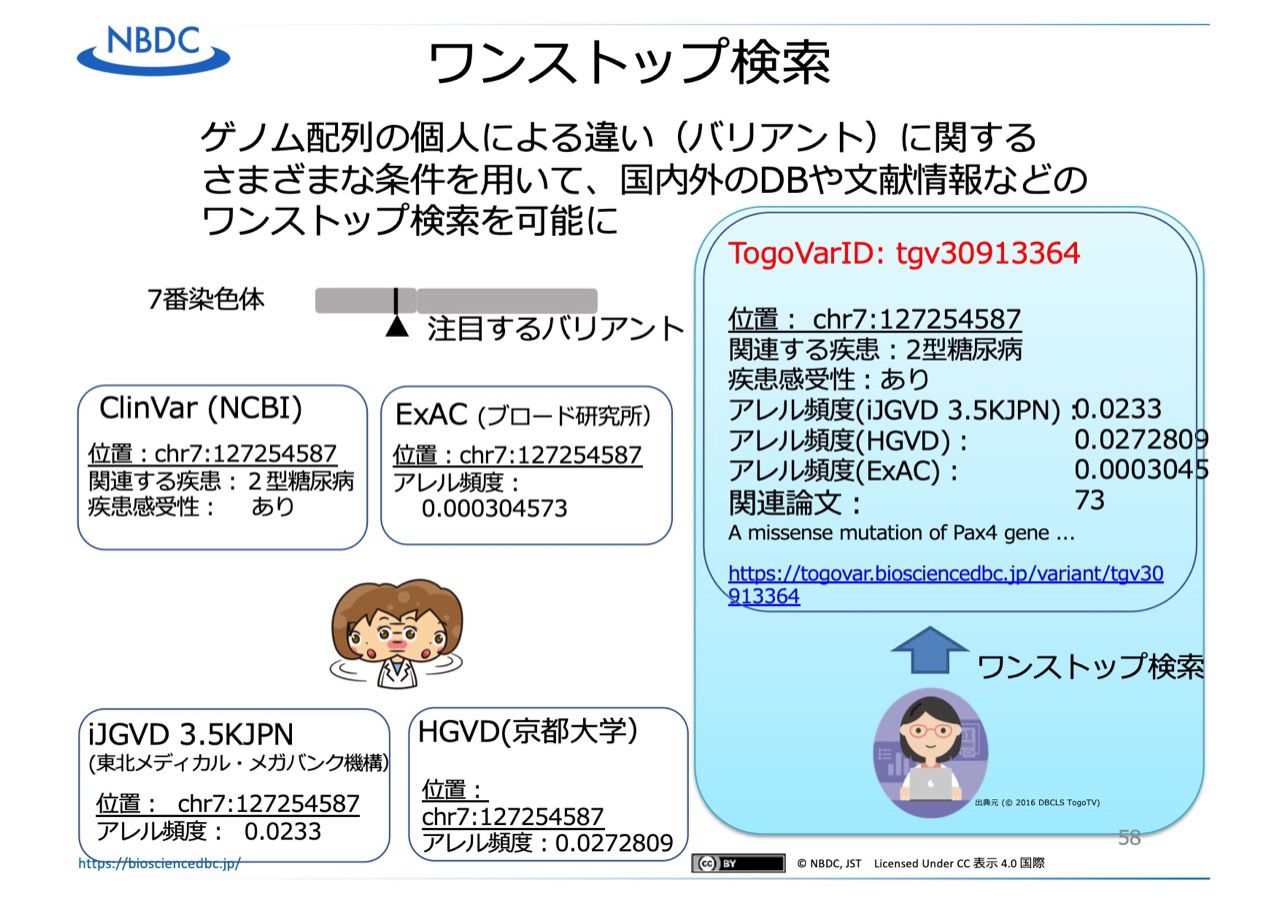 NBDC
ワンストップ検索
ゲノム配列の個人による違い（バリアント）に関する
さまざまな条件を用いて、国内外のDBや文献情報などの
ワンストップ検索を可能に
7番染色体
注目するバリアント
ClinVar (NCBI)
位置：chr7:127254587
関連する疾患：２型糖尿病
疾患感受性： あり
ExAC (ブロード研究所)
位置：chr7:127254587
アレル頻度：
0.000304573
iJGVD 3.5KJPN
(東北メディカル・メガバンク機構)
位置： chr7:127254587
アレル頻度： 0.0233
HGVD(京都大学)
位置：
chr7:127254587
アレル頻度：0.0272809
TogoVarID: tgv30913364
位置： chr7:127254587
関連する疾患：2型糖尿病
疾患感受性：あり
アレル頻度(iJGVD 3.5KJPN)：0.0233
アレル頻度(HGVD)： 0.0272809
アレル頻度(ExAC)： 0.0003045
関連論文： 73
A missense mutation of Pax4 gene ...
https://togovar.biosciencedbc.jp/variant/tgv30
913364
ワンストップ検索
出典元 (© 2016 DBCLS TogoTV)
58
https://biosciencedbc.jp/
cc BY
© NBDC, JST Licensed Under CC 表示 4.0 国際